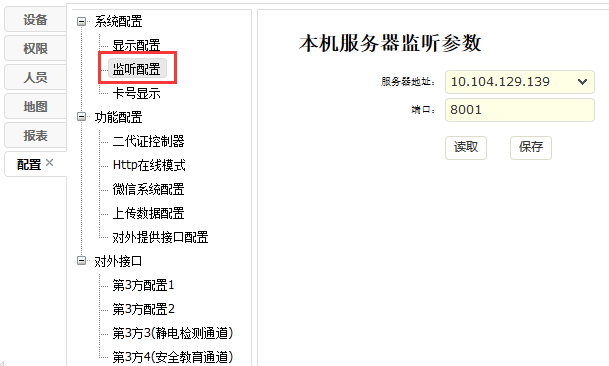 设备
权限
人员
地图
报表
配置
系统配置
显示配置
监听配置
卡号显示
功能配置
二代证控制器
Http在线模式
微信系统配置
上传数据配置
对外提供接口配置
对外接口
第3方配置1
第3方配置2
第3方3(静电检测通道)
第3方4(安全教育通道)
本机服务器监听参数
服务器地址: 10.104.129.139
端口: 8001
读取 保存